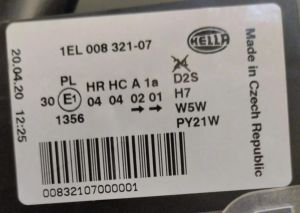 1EL 008 321-07
HELLA
20.04.20 12:25
PL HR HC A 1a
30 E1 04 04 02 01
1356 → →
D2S
H7
W5W
PY21W
Made in Czech Republic
00832107000001